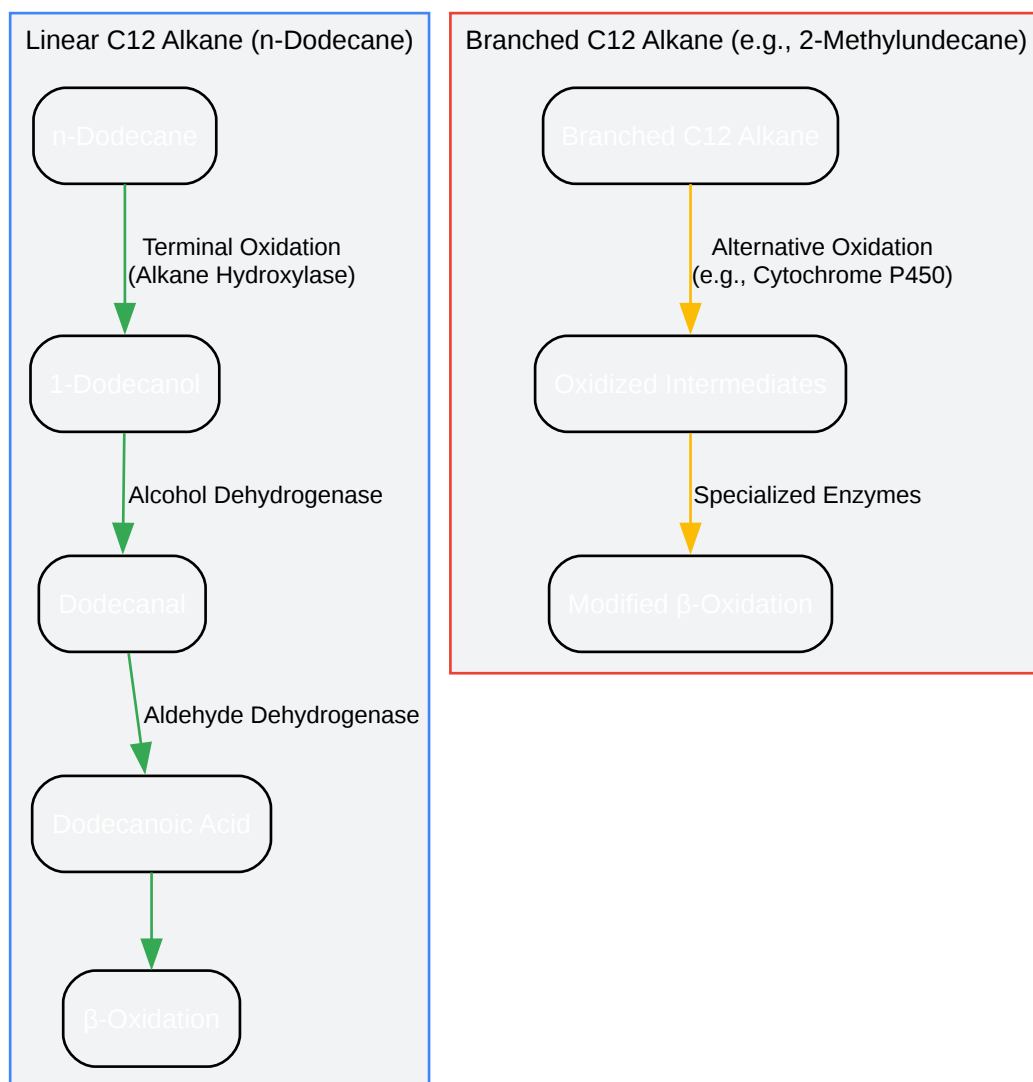 Linear C12 Alkane (n-Dodecane)
n-Dodecane
Terminal Oxidation
(Alkane Hydroxylase)
1-Dodecanol
Alcohol Dehydrogenase
Dodecanal
Aldehyde Dehydrogenase
Dodecanoic Acid
β-Oxidation
Branched C12 Alkane (e.g., 2-Methylundecane)
Branched C12 Alkane
Alternative Oxidation
(e.g., Cytochrome P450)
Oxidized Intermediates
Specialized Enzymes
Modified β-Oxidation